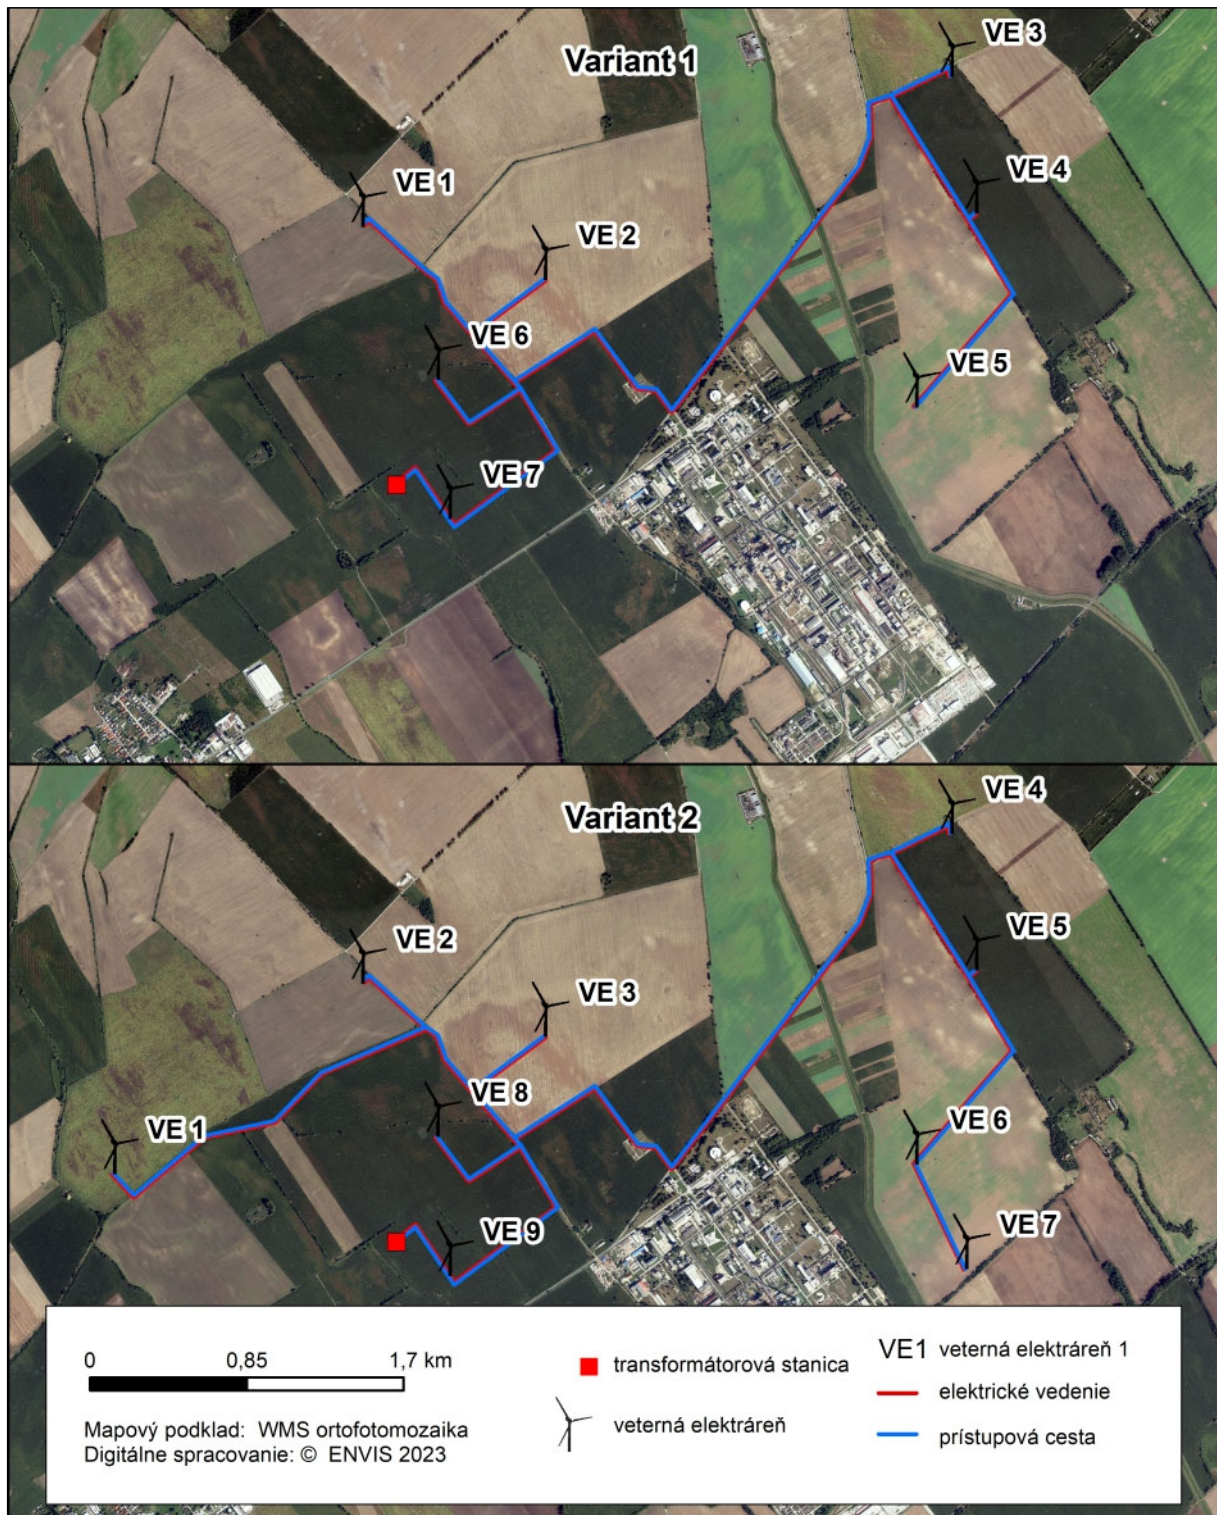 Variant 1
VE 3
VE 4
VE 1
VE 2
VE 6
VE 5
VE 7
Variant 2
VE 4
VE 5
VE 2
VE 3
VE 8
VE 1
VE 6
VE 9
VE 7
0 0,85 1,7 km
Mapový podklad: WMS ortofotomozaika
Digitálne spracovanie: © ENVIS 2023
transformátorová stanica
veterná elektráreň
VE1 veterná elektráreň 1
elektrické vedenie
prístupová cesta